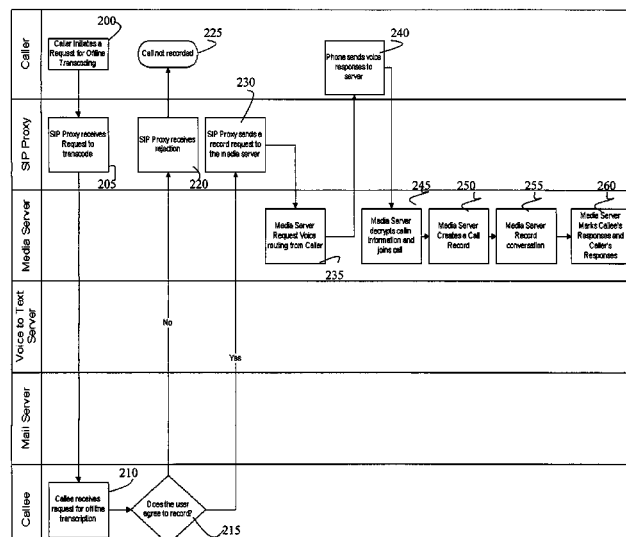 Caller
200
Caller Initiates a
Request for Offline
Transcoding
225
Call not recorded
240
Phone sends voice
responses to
server
SIP Proxy
230
SIP Proxy receives
Request to
transcode
205
SIP Proxy receives
rejection
220
SIP Proxy sends a
record request to
the media server
Media Server
Media Server
Request Voice
routing from Caller
235
245
Media Server
decrypts call in
Information and
joins call
250
Media Server
Creates a Call
Record
255
Media Server
Record
conversation
260
Media Server
Marks Callee's
Responses and
Caller's
Responses
Voice to Text
Server
No
Yes
Mail Server
Callee
210
Callee receives
request for offline
transcription
Does the user
agree to record?
215